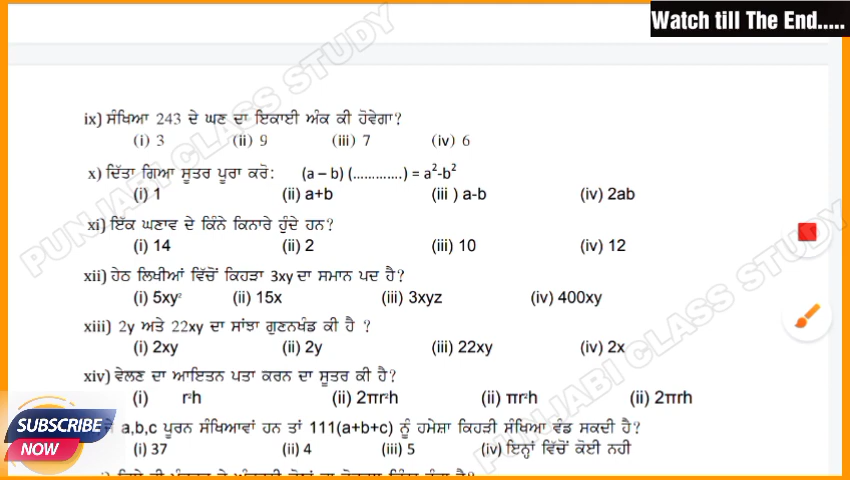 Watch till The End.....
ix) ਸੰਖਿਆ 243 ਦੇ ਘਣ ਦਾ ਇਕਾਈ ਅੰਕ ਕੀ ਹੋਵੇਗਾ?
(i) 3 (ii) 9 (iii) 7 (iv) 6
x) ਦਿੱਤਾ ਗਿਆ ਸੂਤਰ ਪੂਰਾ ਕਰੋ: (a – b) (.............) = a²-b²
(i) 1 (ii) a+b (iii ) a-b (iv) 2ab
xi) ਇੱਕ ਘਣਾਵ ਦੇ ਕਿੰਨੇ ਕਿਨਾਰੇ ਹੁੰਦੇ ਹਨ?
(i) 14 (ii) 2 (iii) 10 (iv) 12
xii) ਹੇਠ ਲਿਖੀਆਂ ਵਿੱਚੋਂ ਕਿਹੜਾ 3xy ਦਾ ਸਮਾਨ ਪਦ ਹੈ?
(i) 5xy² (ii) 15x (iii) 3xyz (iv) 400xy
xiii) 2y ਅਤੇ 22xy ਦਾ ਸਾਂਝਾ ਗੁਣਨਖੰਡ ਕੀ ਹੈ ?
(i) 2xy (ii) 2y (iii) 22xy (iv) 2x
xiv) ਵੇਲਣ ਦਾ ਆਇਤਨ ਪਤਾ ਕਰਨ ਦਾ ਸੂਤਰ ਕੀ ਹੈ?
(i) r²h (ii) 2πr²h (ii) πr²h (ii) 2πrh
a,b,c ਪੂਰਨ ਸੰਖਿਆਵਾਂ ਹਨ ਤਾਂ 111(a+b+c) ਨੂੰ ਹਮੇਸ਼ਾ ਕਿਹੜੀ ਸੰਖਿਆ ਵੰਡ ਸਕਦੀ ਹੈ?
(i) 37 (ii) 4 (iii) 5 (iv) ਇਨ੍ਹਾਂ ਵਿੱਚੋਂ ਕੋਈ ਨਹੀ
SUBSCRIBE
NOW
PUNJABI CLASS STUDY
PUNJABI CLASS STUDY